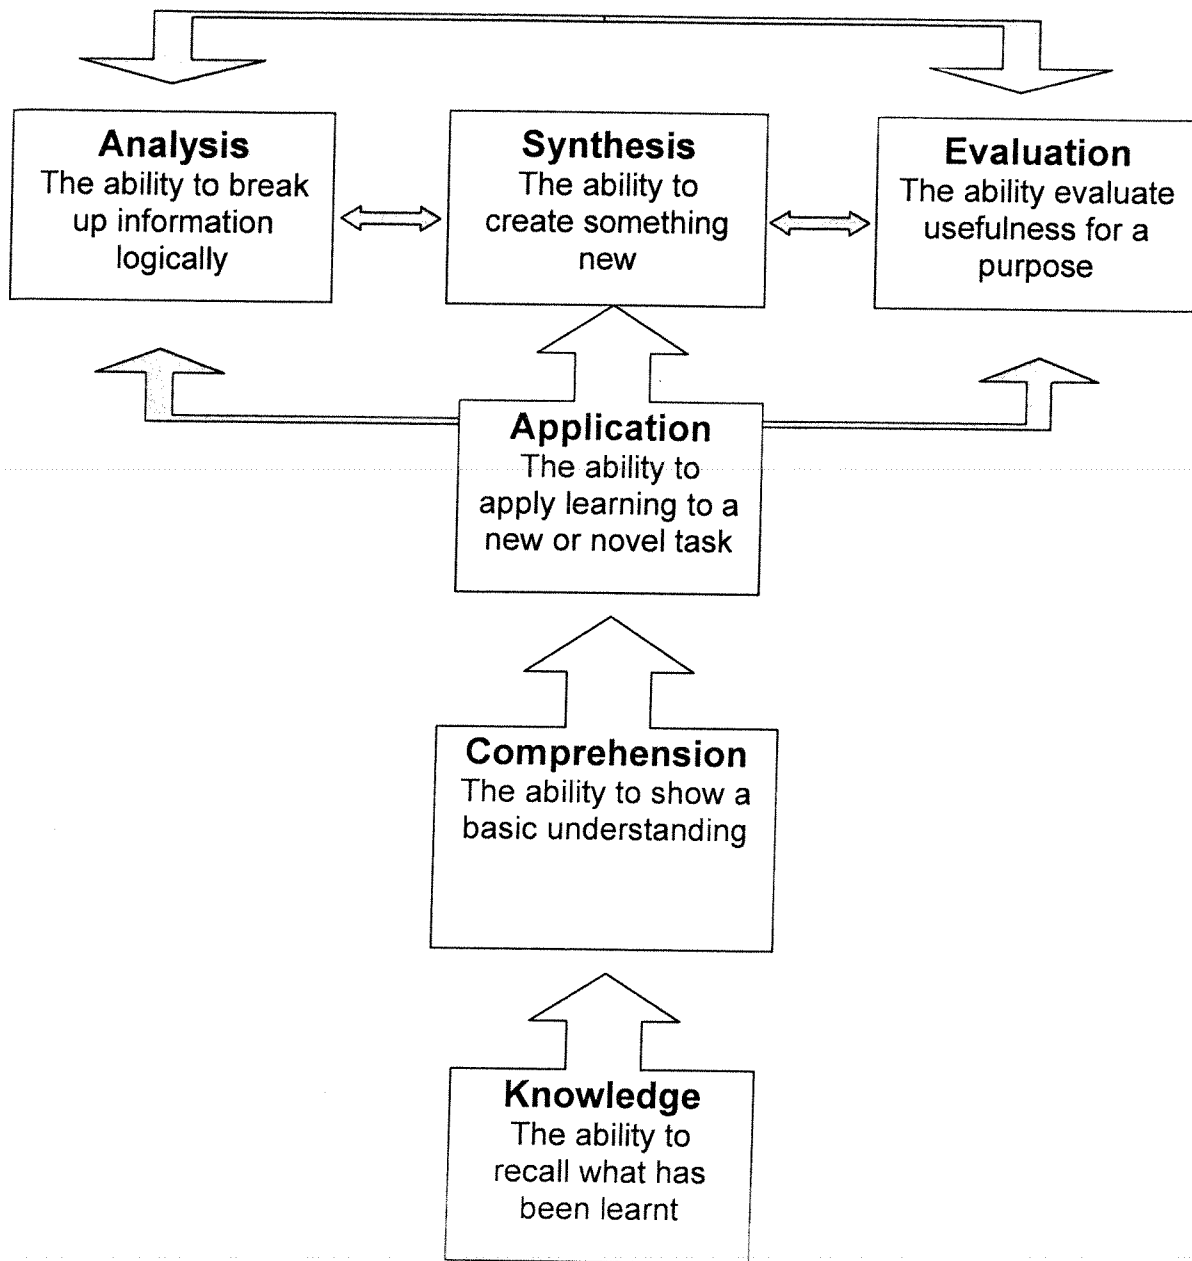 Analysis
The ability to break
up information
logically
Synthesis
The ability to
create something
new
Evaluation
The ability evaluate
usefulness for a
purpose
Application
The ability to
apply learning to a
new or novel task
Comprehension
The ability to show a
basic understanding
Knowledge
The ability to
recall what has
been learnt